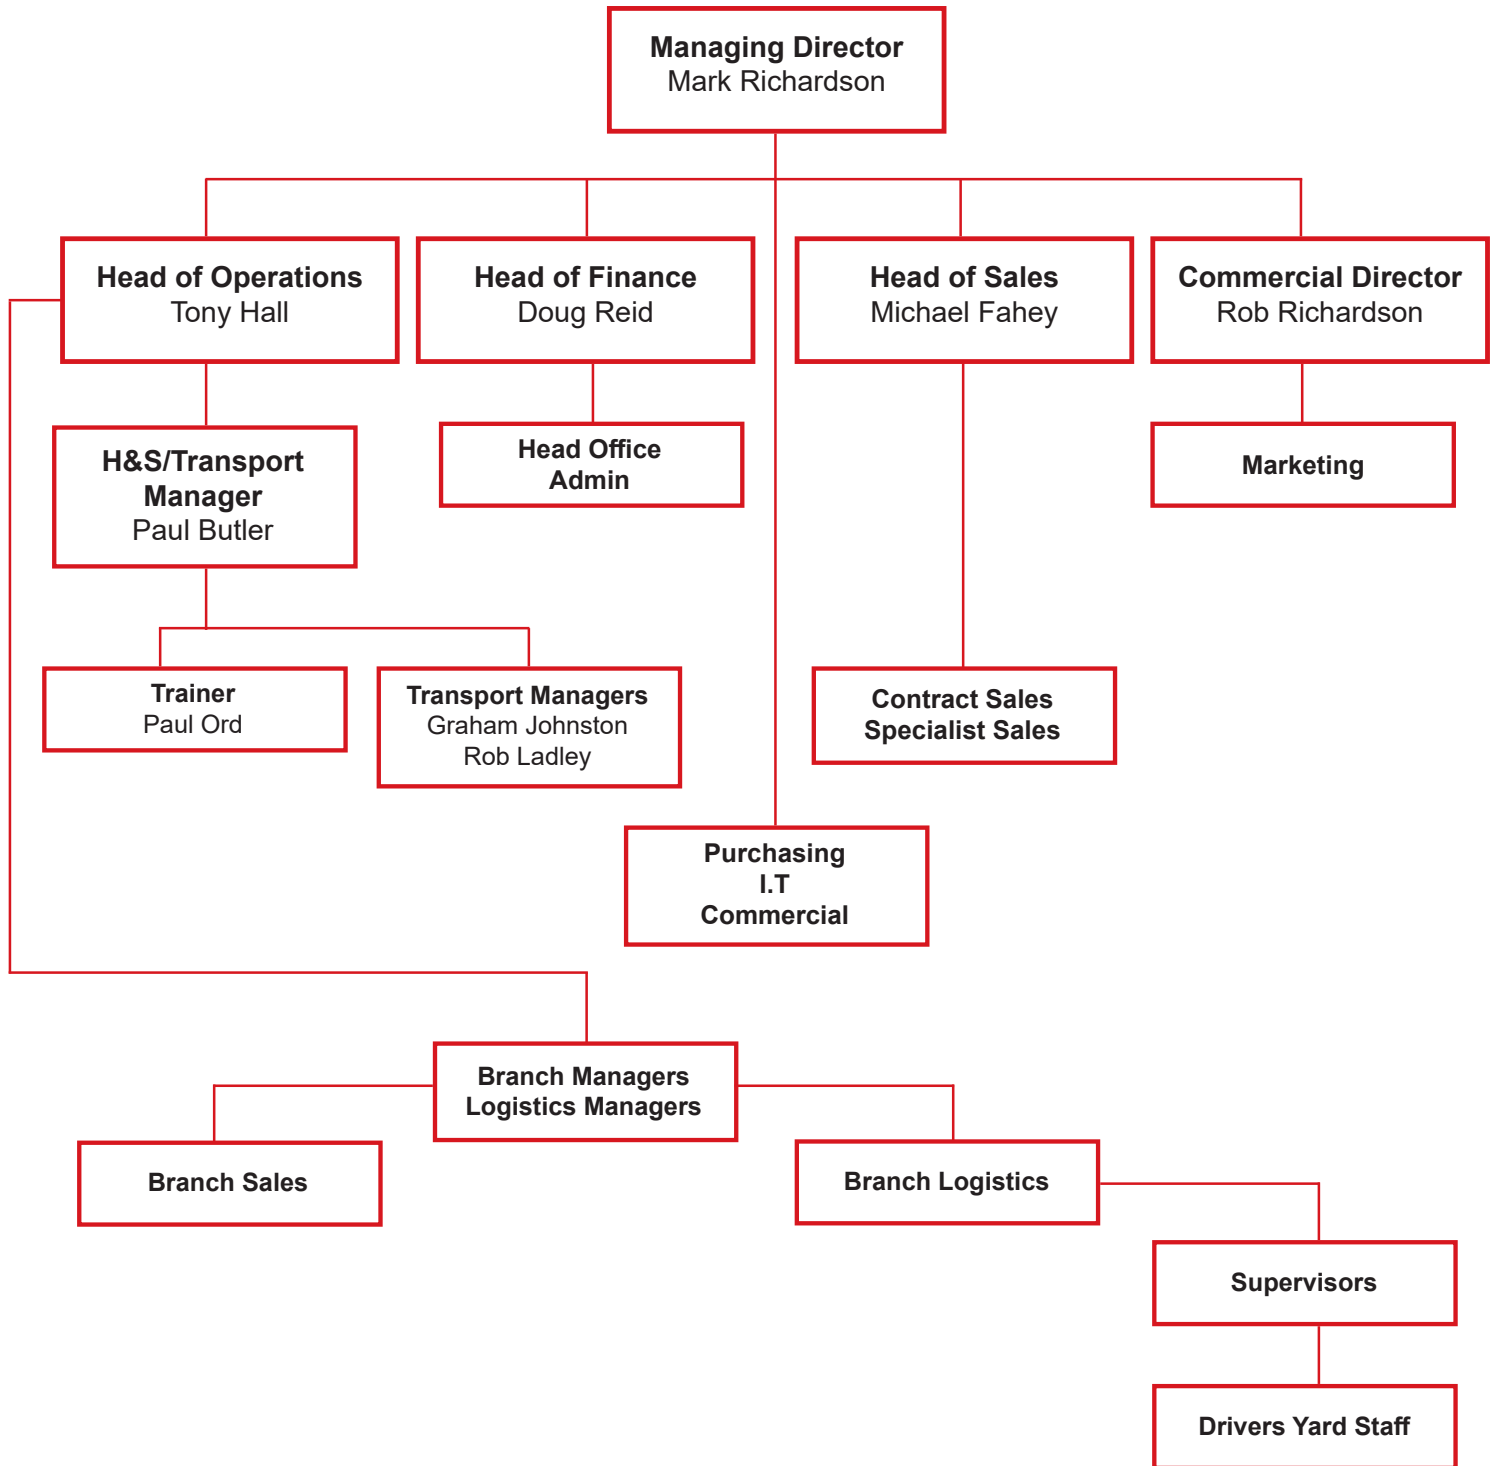 Managing Director
Mark Richardson
Head of Operations
Tony Hall
Head of Finance
Doug Reid
Head of Sales
Michael Fahey
Commercial Director
Rob Richardson
H&S/Transport
Manager
Paul Butler
Head Office
Admin
Marketing
Trainer
Paul Ord
Transport Managers
Graham Johnston
Rob Ladley
Contract Sales
Specialist Sales
Purchasing
I.T
Commercial
Branch Managers
Logistics Managers
Branch Sales
Branch Logistics
Supervisors
Drivers Yard Staff